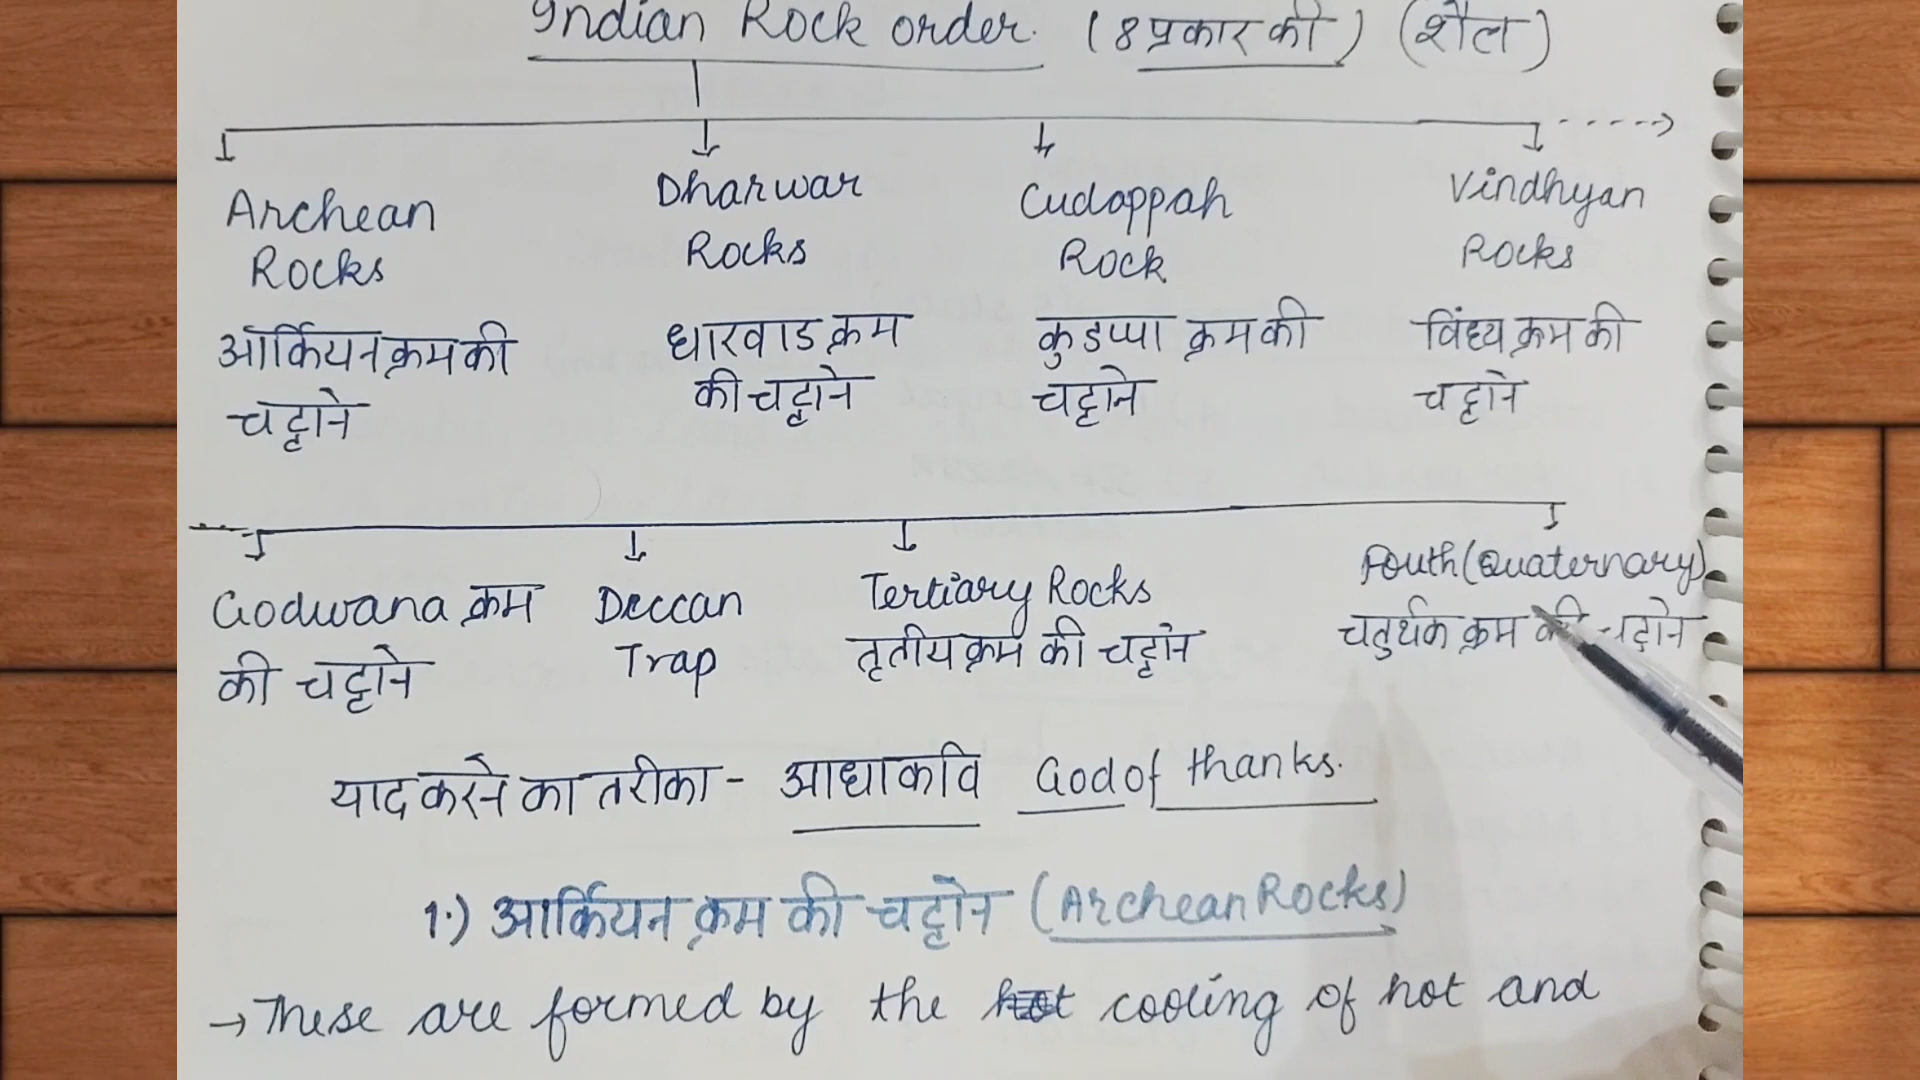 Indian Rock order. (8 प्रकार की) (शैल)
Archean Rocks
आर्कियन क्रम की चट्टाने
Dharwar Rocks
धारवाड क्रम की चट्टाने
Cudappah Rock
कुडप्पा क्रम की चट्टाने
Vindhyan Rocks
विंध्य क्रम की चट्टाने
Godwana क्रम की चट्टाने
Deccan Trap
Tertiary Rocks
तृतीय क्रम की चट्टाने
Fouth (Quaternary)
चतुर्थक क्रम की चट्टाने
याद करने का तरीका - आधाकवि God of thanks.
1.) आर्कियन क्रम की चट्टाने (Archean Rocks)
→ These are formed by the cooling of hot and